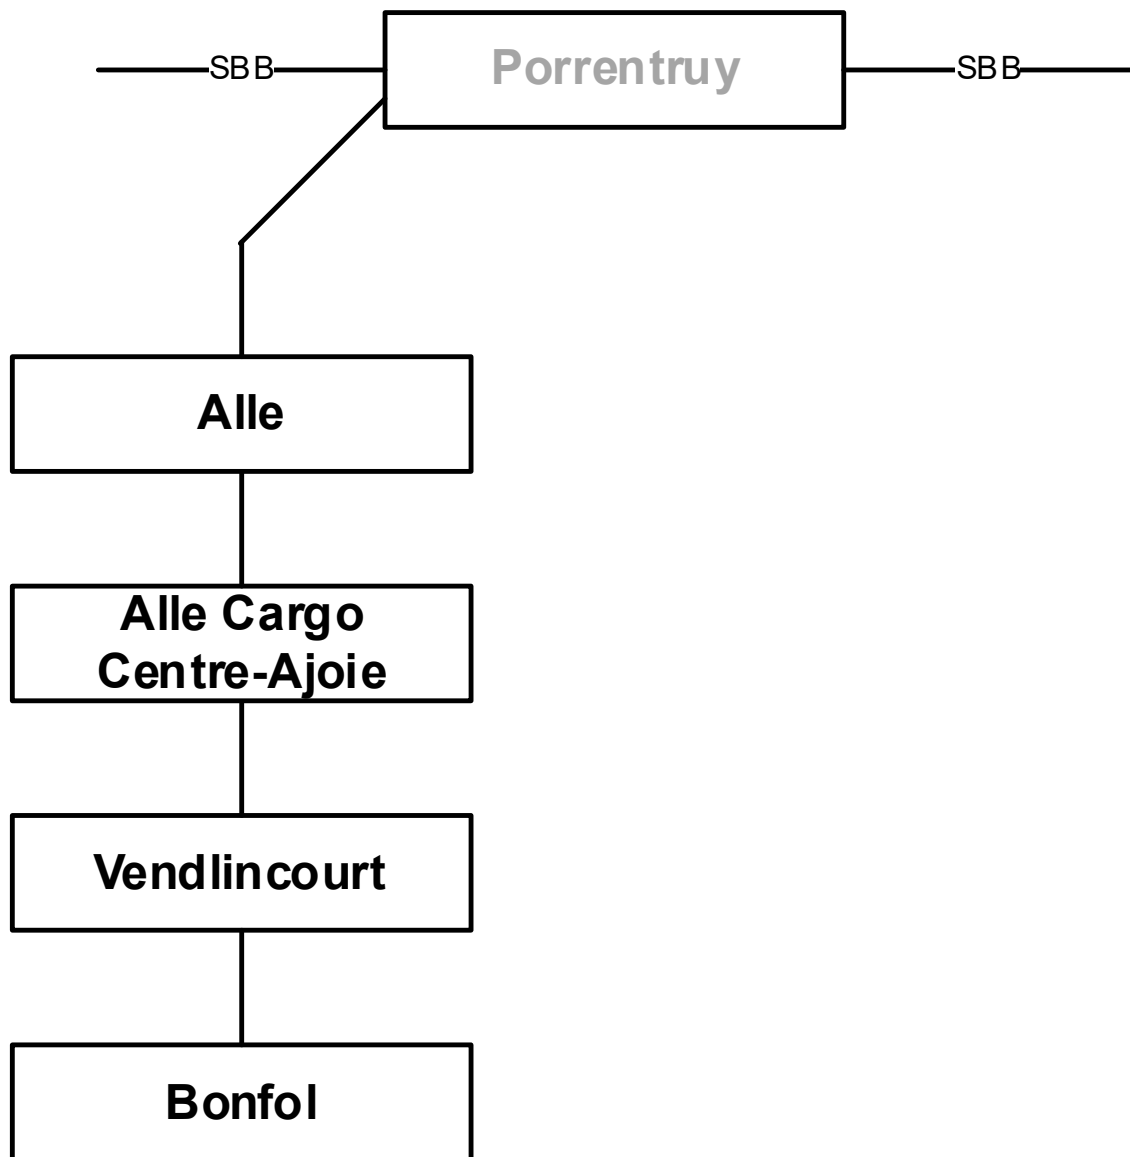 SBB Porrentruy SBB
Alle
Alle Cargo
Centre-Ajoie
Vendlincourt
Bonfol